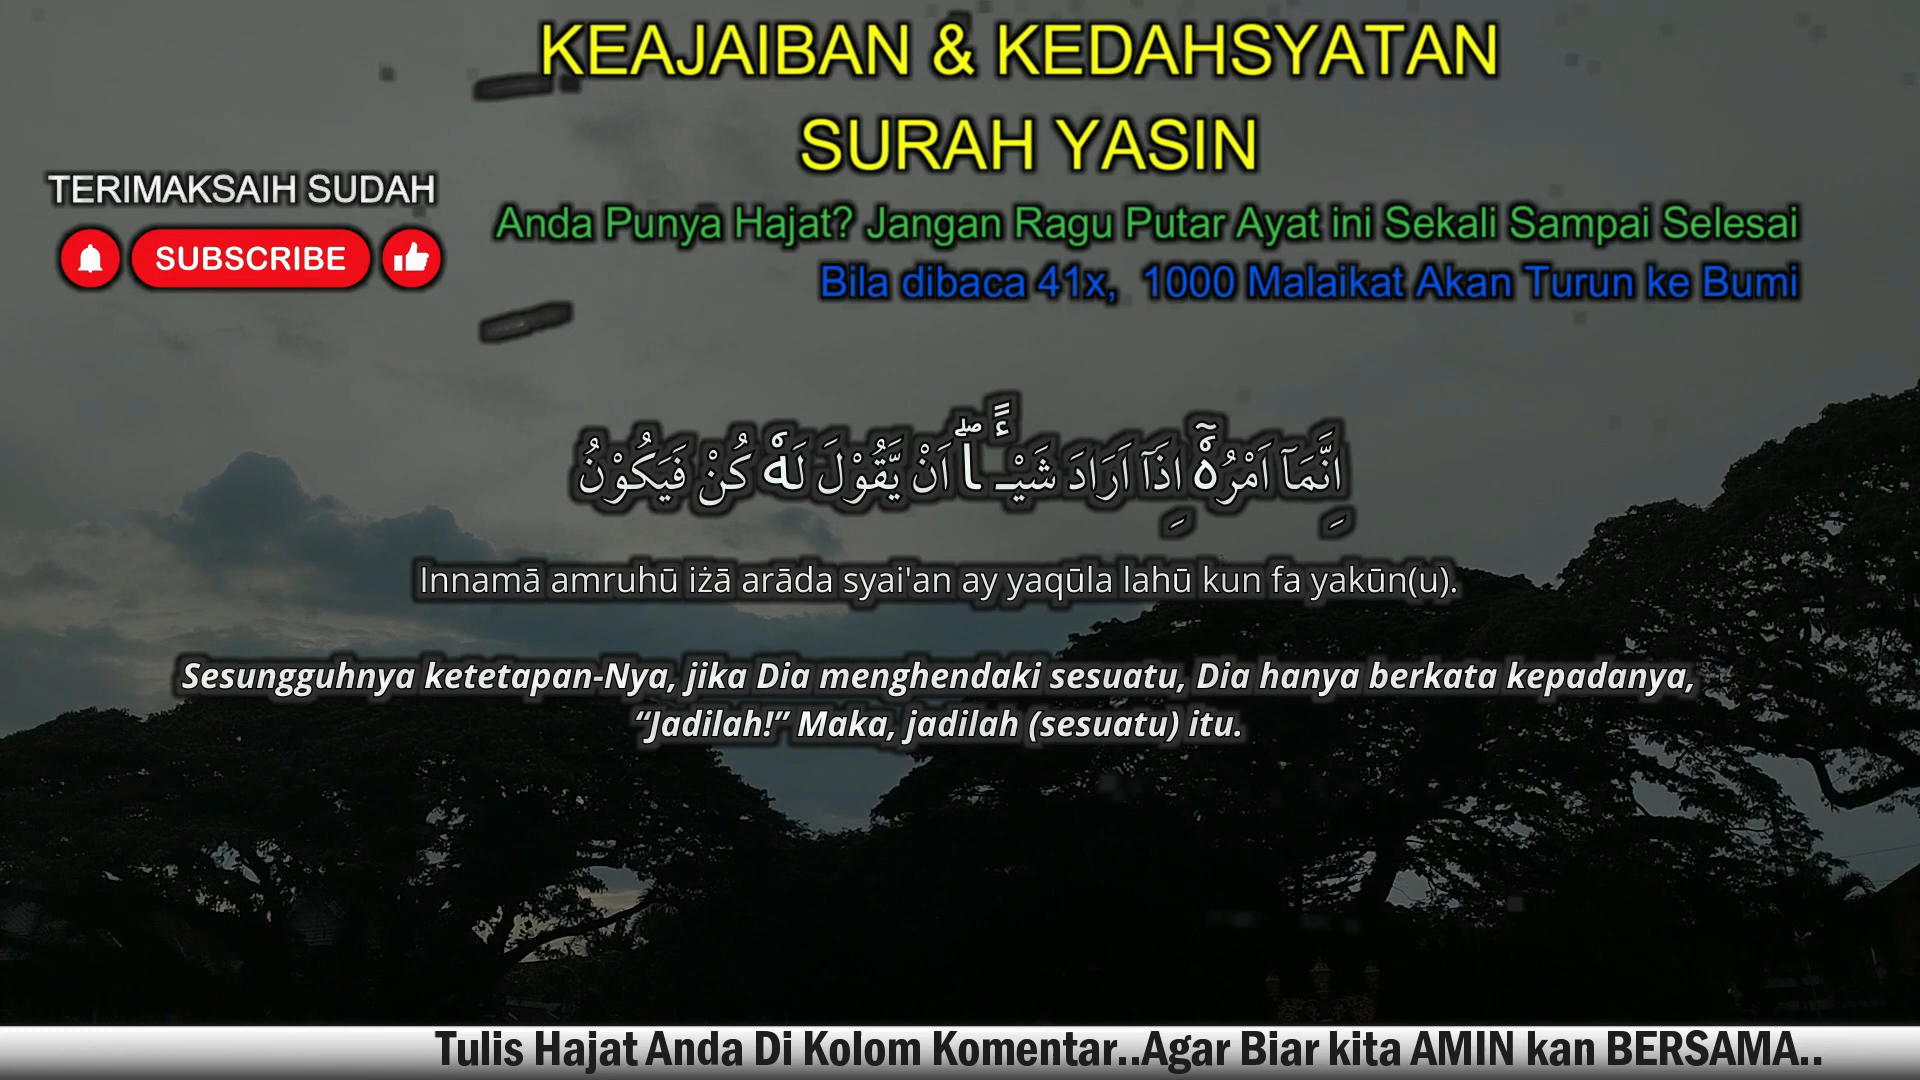 KEAJAIBAN & KEDAHSYATAN
SURAH YASIN
TERIMAKSAIH SUDAH
SUBSCRIBE
Anda Punya Hajat? Jangan Ragu Putar Ayat ini Sekali Sampai Selesai
Bila dibaca 41x, 1000 Malaikat Akan Turun ke Bumi
اِنَّمَآ اَمْرُهٗٓ اِذَآ اَرَادَ شَيْـًٔاۖ اَنْ يَّقُوْلَ لَهٗ كُنْ فَيَكُوْنُ
Innamā amruhū iżā arāda syai'an ay yaqūla lahū kun fa yakūn(u).
Sesungguhnya ketetapan-Nya, jika Dia menghendaki sesuatu, Dia hanya berkata kepadanya,
“Jadilah!” Maka, jadilah (sesuatu) itu.
Tulis Hajat Anda Di Kolom Komentar..Agar Biar kita AMIN kan BERSAMA..